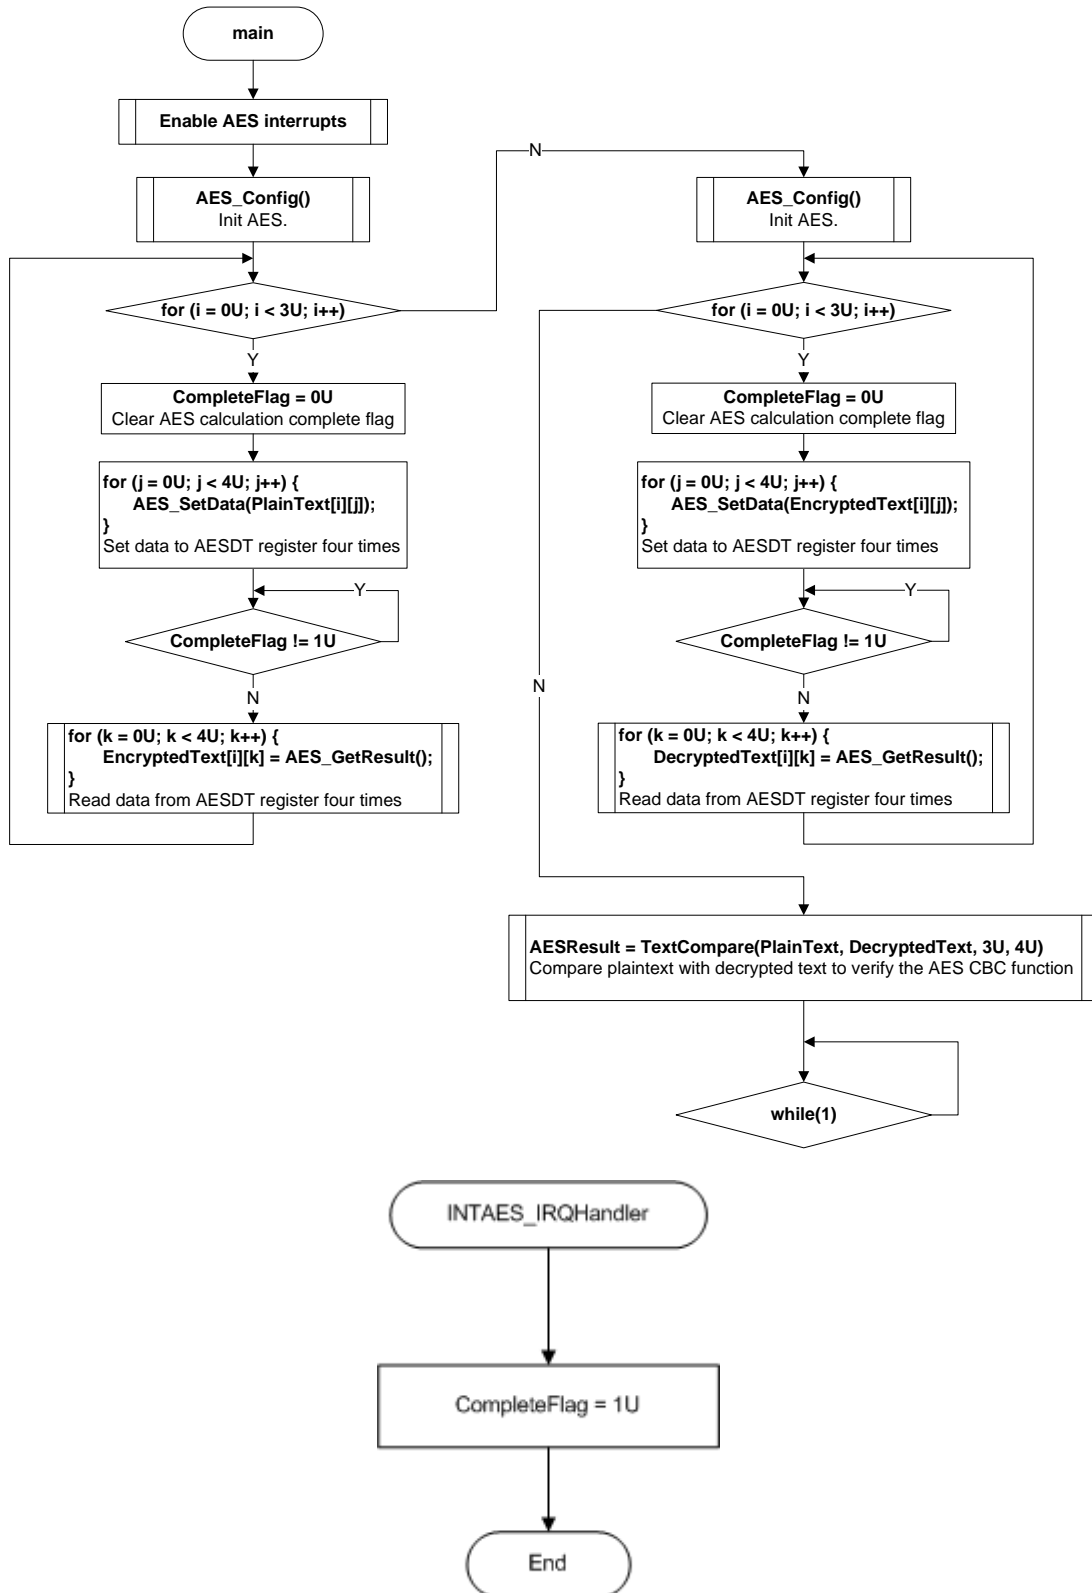 main
Enable AES interrupts
AES_Config()
Init AES.
for (i = 0U; i < 3U; i++)
Y
CompleteFlag = 0U
Clear AES calculation complete flag
for (j = 0U; j < 4U; j++) {
AES_SetData(PlainText[i][j]);
}
Set data to AESDT register four times
Y
CompleteFlag != 1U
N
for (k = 0U; k < 4U; k++) {
EncryptedText[i][k] = AES_GetResult();
}
Read data from AESDT register four times
N
AES_Config()
Init AES.
for (i = 0U; i < 3U; i++)
Y
CompleteFlag = 0U
Clear AES calculation complete flag
for (j = 0U; j < 4U; j++) {
AES_SetData(EncryptedText[i][j]);
}
Set data to AESDT register four times
Y
CompleteFlag != 1U
N
for (k = 0U; k < 4U; k++) {
DecryptedText[i][k] = AES_GetResult();
}
Read data from AESDT register four times
N
AESResult = TextCompare(PlainText, DecryptedText, 3U, 4U)
Compare plaintext with decrypted text to verify the AES CBC function
while(1)
INTAES_IRQHandler
CompleteFlag = 1U
End